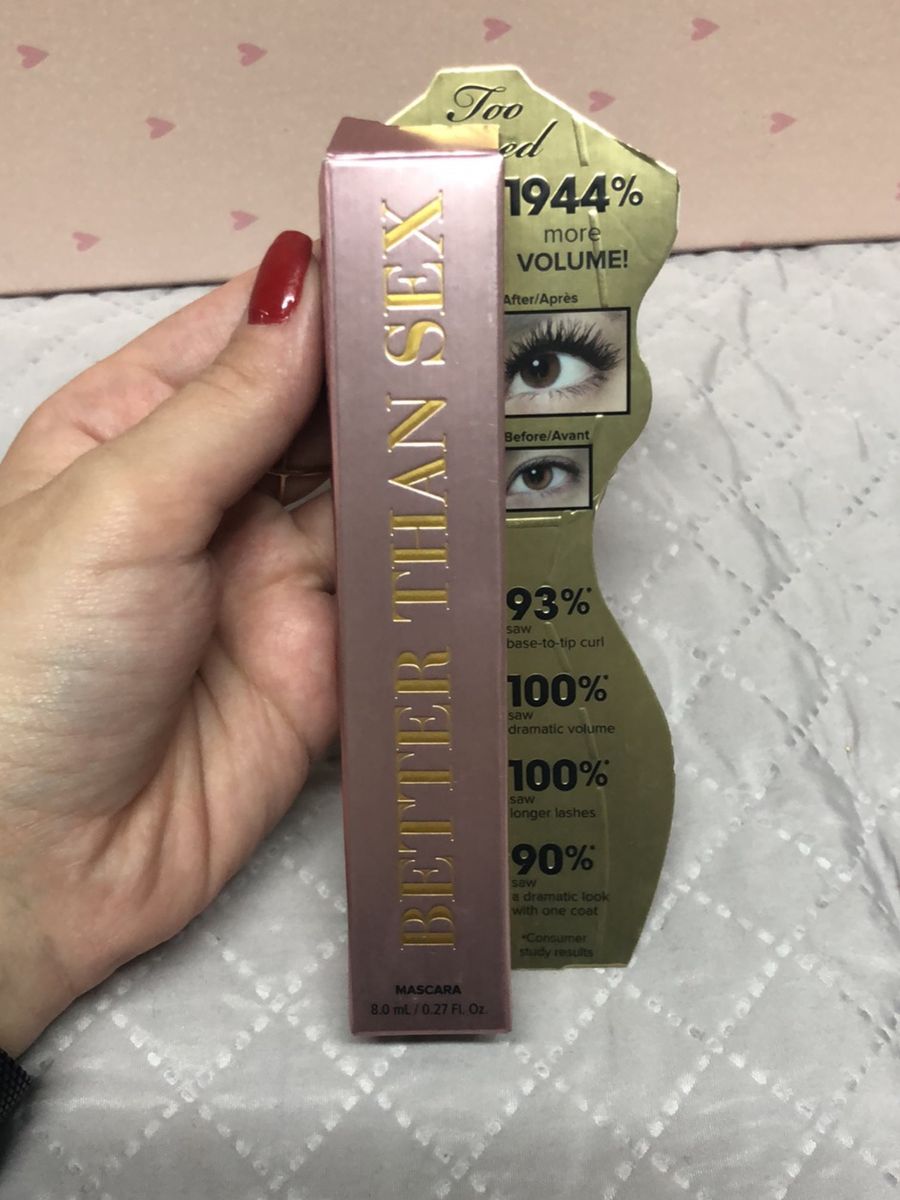 Too
ed
1944%
more
VOLUME!
After/Après
Before/Avant
93%*
saw
base-to-tip curl
100%*
saw
dramatic volume
100%*
saw
longer lashes
90%*
saw
a dramatic look
with one coat
*Consumer
study results
BETTER THAN SEX
MASCARA
8.0 mL / 0.27 Fl. Oz.